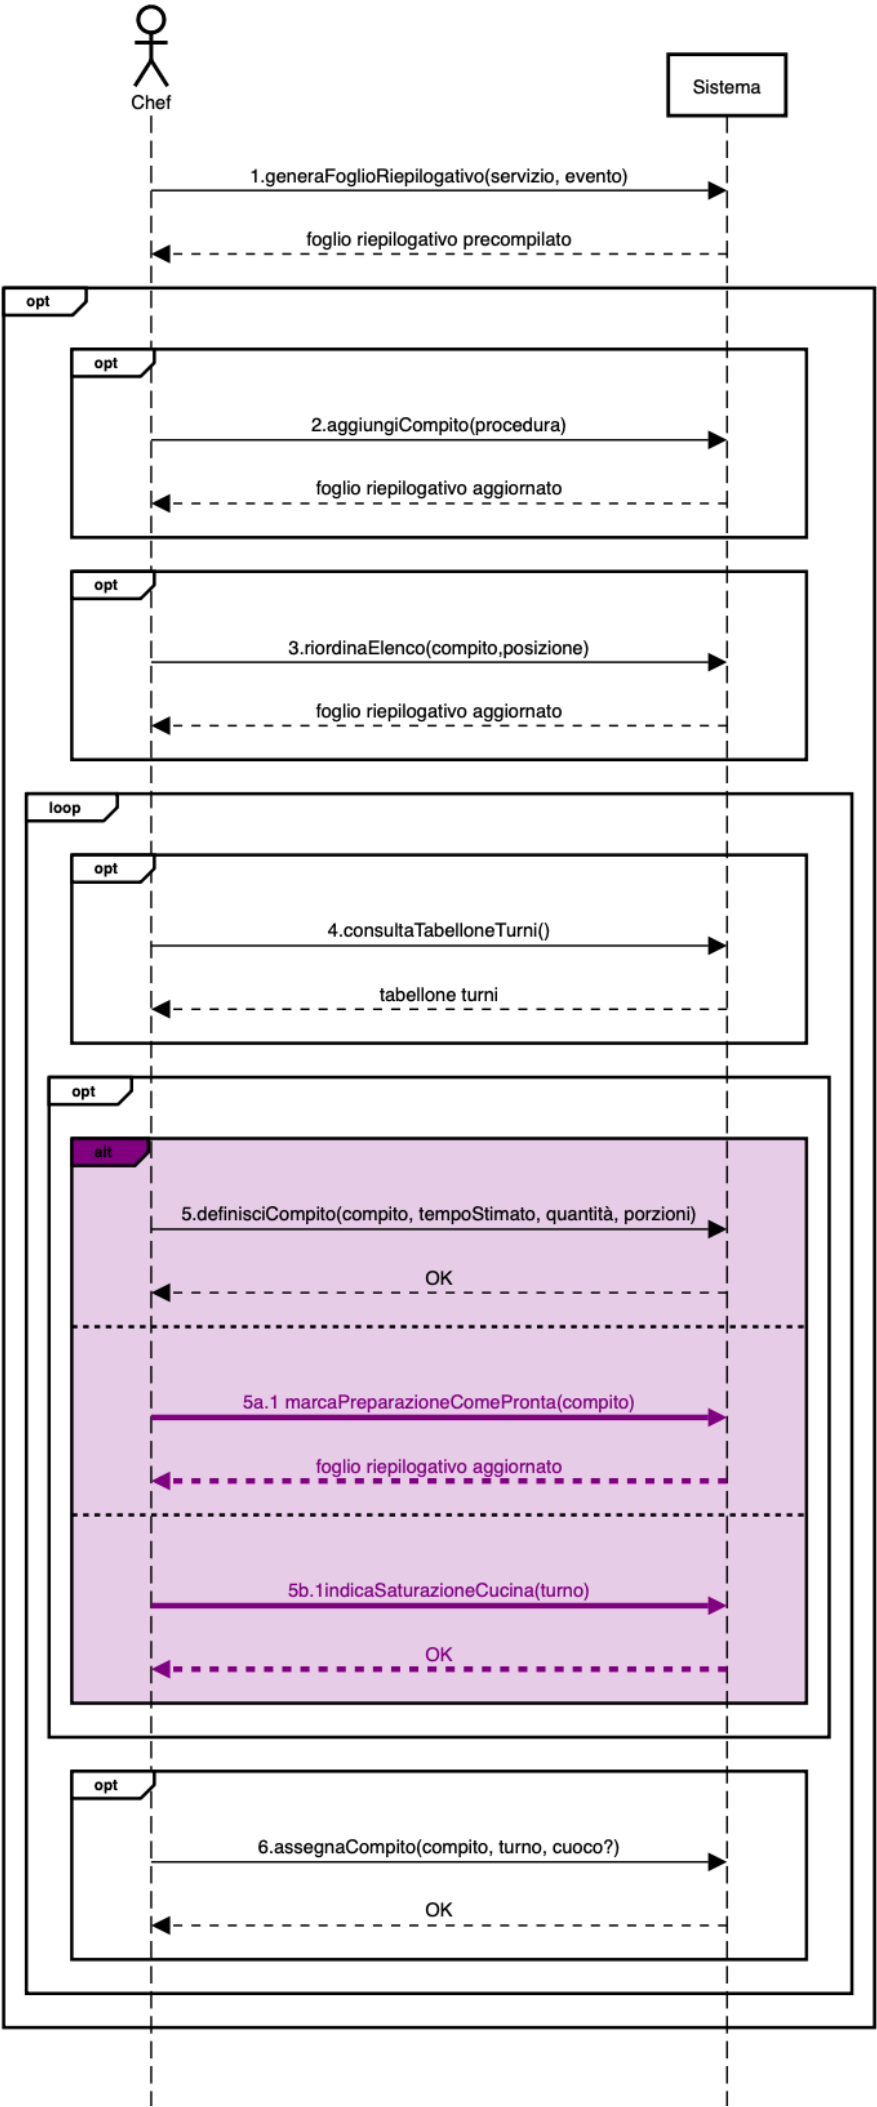 Chef
Sistema
1.generaFoglioRiepilogativo(servizio, evento)
foglio riepilogativo precompilato
opt
opt
2.aggiungiCompito(procedura)
foglio riepilogativo aggiornato
opt
3.riordinaElenco(compito,posizione)
foglio riepilogativo aggiornato
loop
opt
4.consultaTabelloneTurni()
tabellone turni
opt
alt
5.definisciCompito(compito, tempoStimato, quantità, porzioni)
OK
5a.1 marcaPreparazioneComePronta(compito)
foglio riepilogativo aggiornato
5b.1indicaSaturazioneCucina(turno)
OK
opt
6.assegnaCompito(compito, turno, cuoco?)
OK